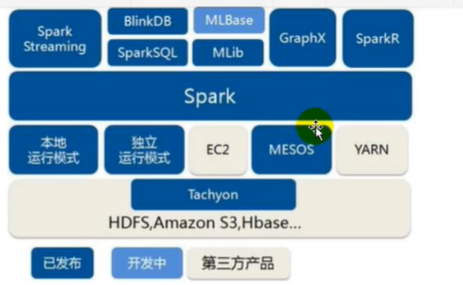 Spark
Streaming
BlinkDB
SparkSQL
MLBase
MLib
GraphX
SparkR
Spark
本地
运行模式
独立
运行模式
EC2
MESOS
YARN
Tachyon
HDFS,Amazon S3,Hbase...
已发布
开发中
第三方产品